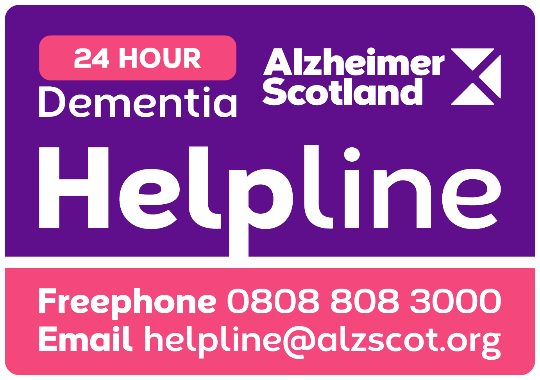 24 HOUR
Dementia
Alzheimer
Scotland
Helpline
Freephone 0808 808 3000
Email helpline@alzscot.org